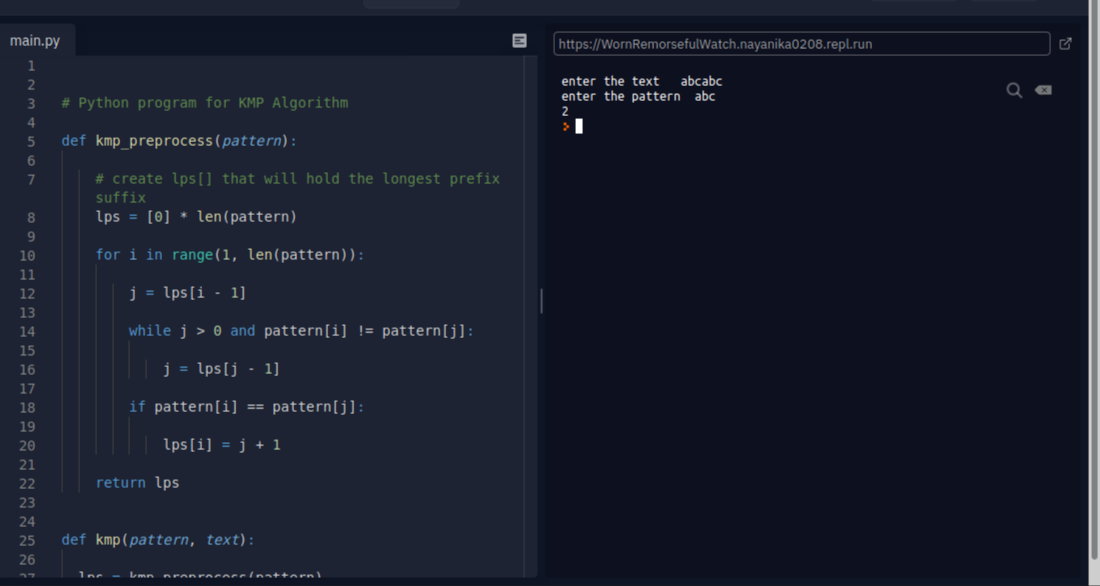 main.py
1
2
3 # Python program for KMP Algorithm
4
5 def kmp_preprocess(pattern):
6
7 # create lps[] that will hold the longest prefix
suffix
8 lps = [0] * len(pattern)
9
10 for i in range(1, len(pattern)):
11
12 j = lps[i - 1]
13
14 while j > 0 and pattern[i] != pattern[j]:
15
16 j = lps[j - 1]
17
18 if pattern[i] == pattern[j]:
19
20 lps[i] = j + 1
21
22 return lps
23
24
25 def kmp(pattern, text):
26
27 lps = kmp_preprocess(pattern)
https://WornRemorsefulWatch.nayanika0208.repl.run
enter the text   abcabc
enter the pattern  abc
2
>